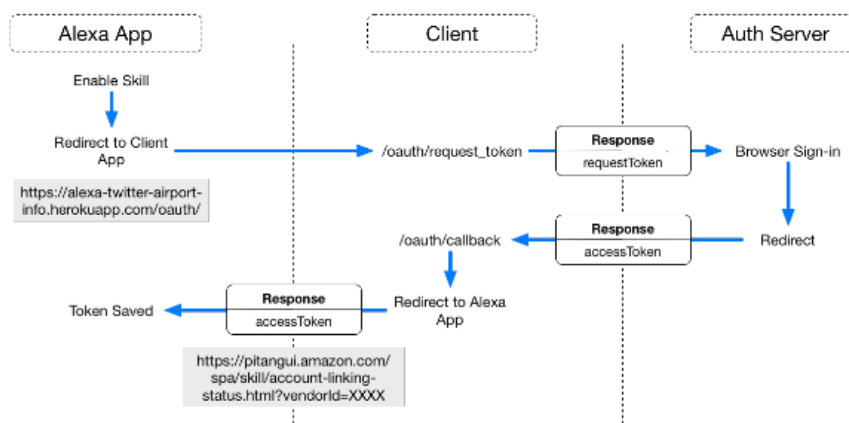 Alexa App
Client
Auth Server
Enable Skill
Redirect to Client
App
https://alexa-twitter-airport-
info.herokuapp.com/oauth/
/oauth/request_token
Response
requestToken
Browser Sign-in
Redirect
Response
accessToken
/oauth/callback
Redirect to Alexa
App
Response
accessToken
Token Saved
https://pitangui.amazon.com/
spa/skill/account-linking-
status.html?vendorId=XXXX